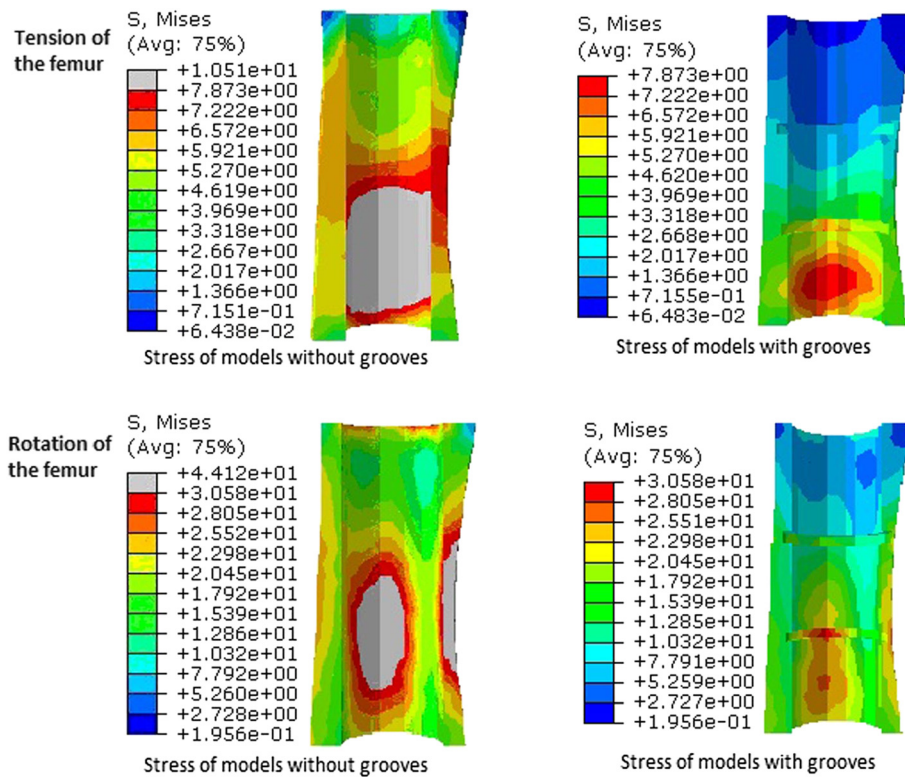 Tension of
the femur
S, Mises
(Avg: 75%)
+1.051e+01
+7.873e+00
+7.222e+00
+6.572e+00
+5.921e+00
+5.270e+00
+4.619e+00
+3.969e+00
+3.318e+00
+2.667e+00
+2.017e+00
+1.366e+00
+7.151e-01
+6.438e-02
Stress of models without grooves
S, Mises
(Avg: 75%)
+7.873e+00
+7.222e+00
+6.572e+00
+5.921e+00
+5.270e+00
+4.620e+00
+3.969e+00
+3.318e+00
+2.668e+00
+2.017e+00
+1.366e+00
+7.155e-01
+6.483e-02
Stress of models with grooves
Rotation of
the femur
S, Mises
(Avg: 75%)
+4.412e+01
+3.058e+01
+2.805e+01
+2.552e+01
+2.298e+01
+2.045e+01
+1.792e+01
+1.539e+01
+1.286e+01
+1.032e+01
+7.792e+00
+5.260e+00
+2.728e+00
+1.956e-01
Stress of models without grooves
S, Mises
(Avg: 75%)
+3.058e+01
+2.805e+01
+2.551e+01
+2.298e+01
+2.045e+01
+1.792e+01
+1.539e+01
+1.285e+01
+1.032e+01
+7.791e+00
+5.259e+00
+2.727e+00
+1.956e-01
Stress of models with grooves